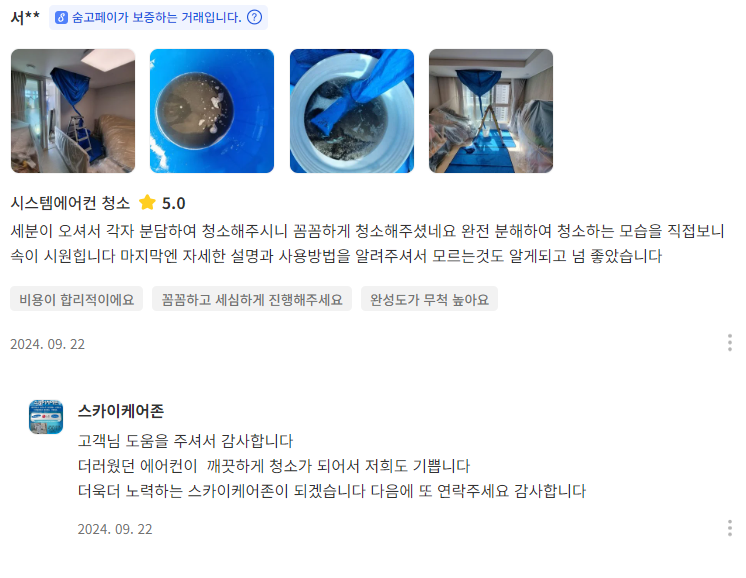 서** 숨고페이가 보증하는 거래입니다. ?
시스템에어컨 청소 5.0
세분이 오셔서 각자 분담하여 청소해주시니 꼼꼼하게 청소해주셨네요 완전 분해하여 청소하는 모습을 직접보니
속이 시원힙니다 마지막엔 자세한 설명과 사용방법을 알려주셔서 모르는것도 알게되고 넘 좋았습니다
비용이 합리적이에요 꼼꼼하고 세심하게 진행해주세요 완성도가 무척 높아요
2024. 09. 22
스카이케어존
고객님 도움을 주셔서 감사합니다
더러웠던 에어컨이  깨끗하게 청소가 되어서 저희도 기쁩니다
더욱더 노력하는 스카이케어존이 되겠습니다 다음에 또 연락주세요 감사합니다
2024. 09. 22